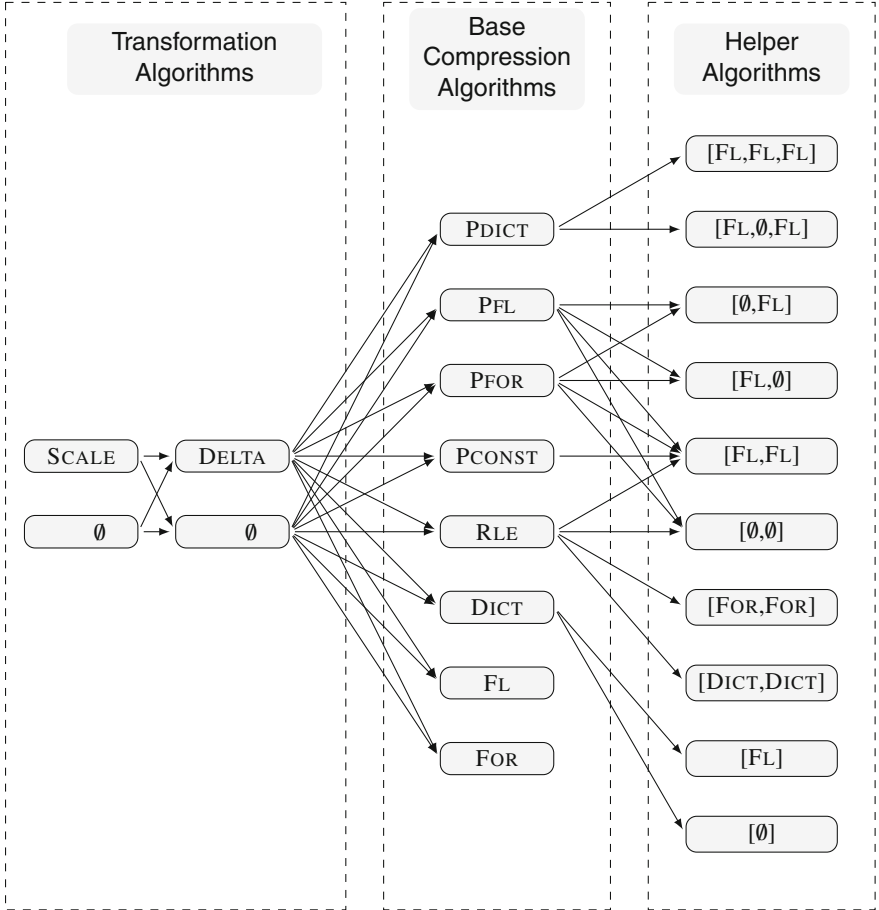 Transformation
Algorithms
Base
Compression
Algorithms
Helper
Algorithms
SCALE
∅
DELTA
∅
PDICT
PFL
PFOR
PCONST
RLE
DICT
FL
FOR
[FL,FL,FL]
[FL,∅,FL]
[∅,FL]
[FL,∅]
[FL,FL]
[∅,∅]
[FOR,FOR]
[DICT,DICT]
[FL]
[∅]